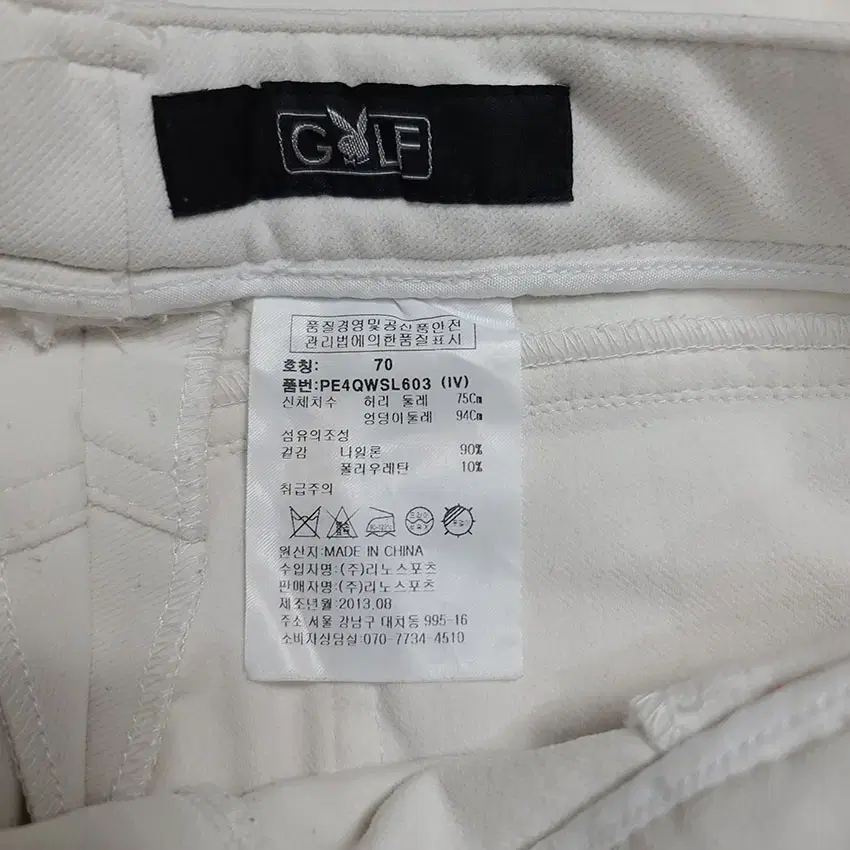 GOLF
품질경영및공산품안전
관리법에의한품질표시
호칭: 70
품번:PE4QWSL603 (IV)
신체치수 허리 둘레 75Cm
엉덩이둘레 94Cm
섬유의조성
겉감 나일론 90%
폴리우레탄 10%
취급주의
원산지:MADE IN CHINA
수입자명:(주)리노스포츠
판매자명:(주)리노스포츠
제조년월:2013.08
주소 서울 강남구 대치동 995-16
소비자상담실:070-7734-4510